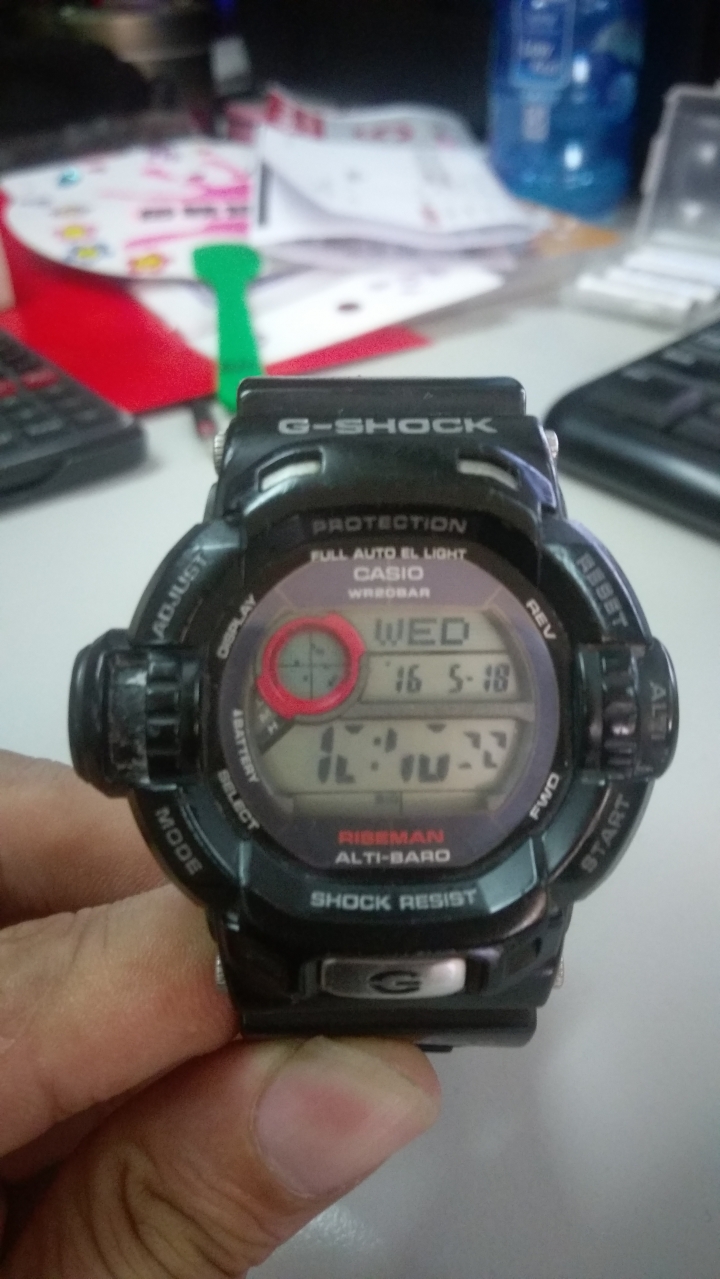 G-SHOCK
PROTECTION
FULL AUTO EL LIGHT
CASIO
WR20BAR
ADJUST
RESET
DISPLAY
REV
WED
16 5-18
ALTI
BATTERY
SELECT
FWD
MODE
START
RISEMAN
ALTI-BARO
SHOCK RESIST
G